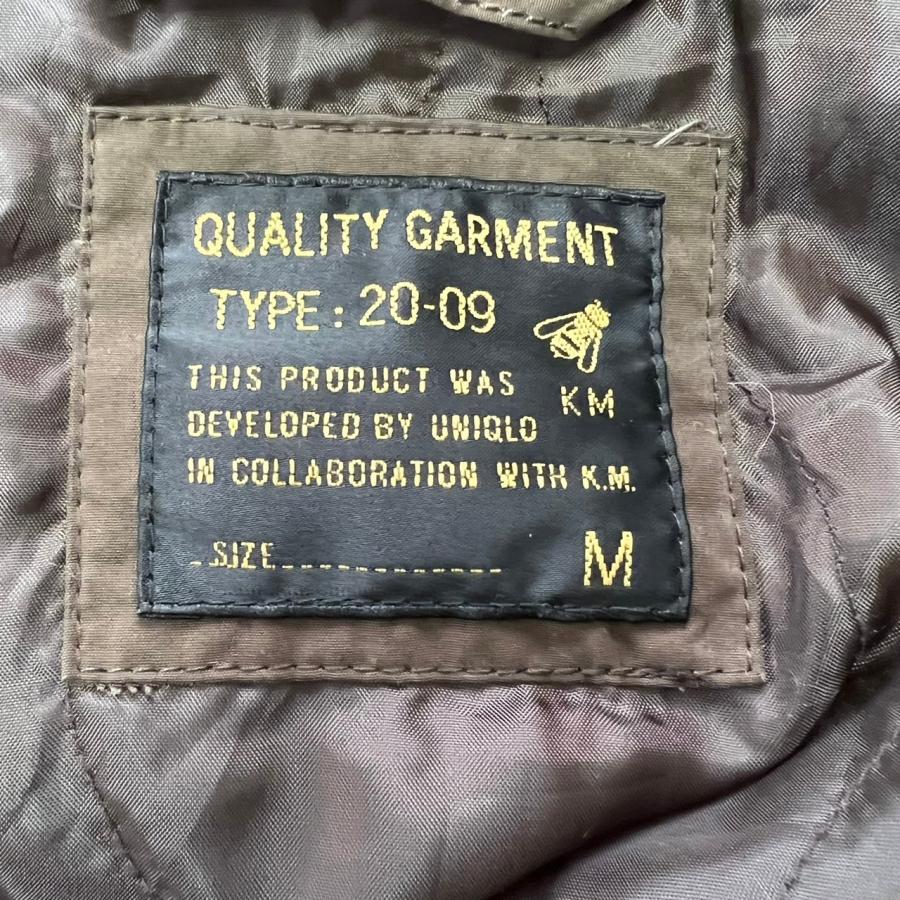 QUALITY GARMENT
TYPE : 20-09
THIS PRODUCT WAS
DEVELOPED BY UNIQLO
IN COLLABORATION WITH K.M.
KM
SIZE M